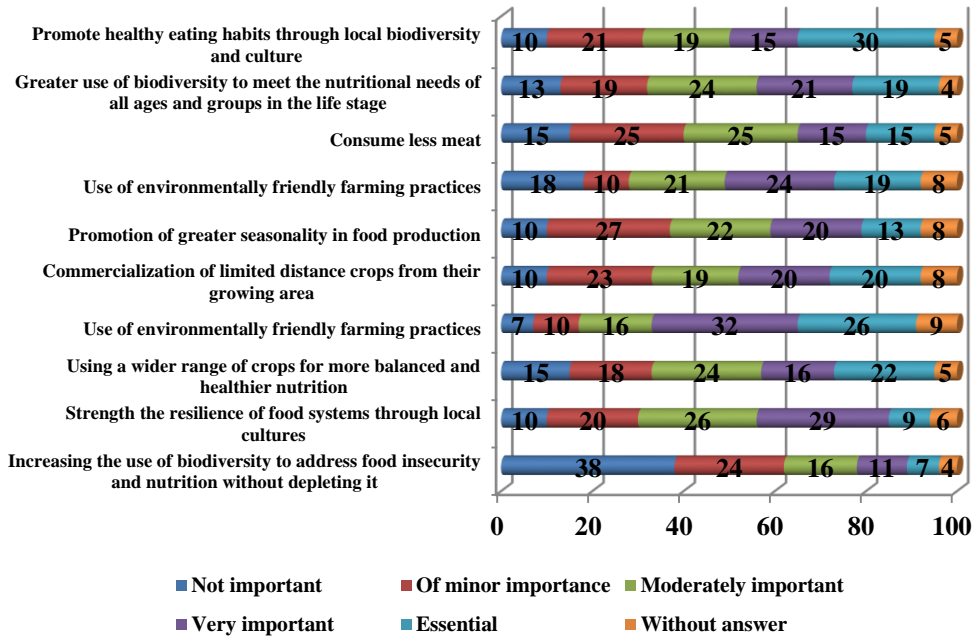 Promote healthy eating habits through local biodiversity
and culture
10 21 19 15 30 5
Greater use of biodiversity to meet the nutritional needs of
all ages and groups in the life stage
13 19 24 21 19 4
Consume less meat
15 25 25 15 15 5
Use of environmentally friendly farming practices
18 10 21 24 19 8
Promotion of greater seasonality in food production
10 27 22 20 13 8
Commercialization of limited distance crops from their
growing area
10 23 19 20 20 8
Use of environmentally friendly farming practices
7 10 16 32 26 9
Using a wider range of crops for more balanced and
healthier nutrition
15 18 24 16 22 5
Strength the resilience of food systems through local
cultures
10 20 26 29 9 6
Increasing the use of biodiversity to address food insecurity
and nutrition without depleting it
38 24 16 11 7 4
0 20 40 60 80 100
Not important Of minor importance Moderately important
Very important Essential Without answer